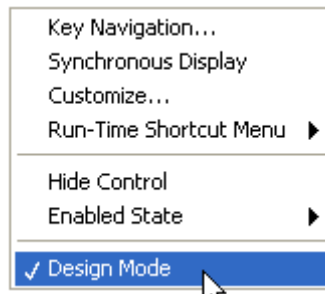 Key Navigation...
Synchronous Display
Customize...
Run-Time Shortcut Menu
Hide Control
Enabled State
Design Mode